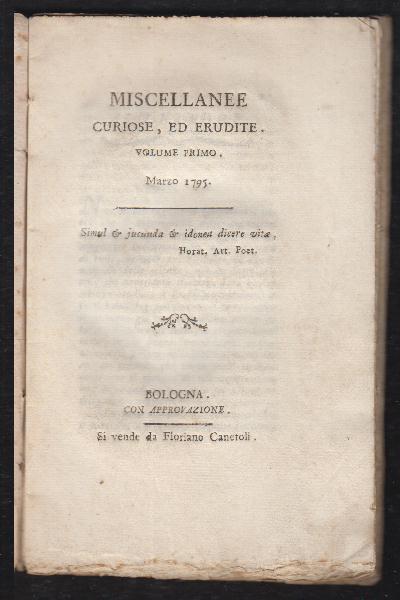 MISCELLANEE
CURIOSE, ED ERUDITE.
VOLUME PRIMO.
Marzo 1795.
Simul & jucunda & idonea dicere vitæ,
Horat. Art. Poet.
BOLOGNA.
CON APPROVAZIONE.
Si vende da Floriano Canetoli.